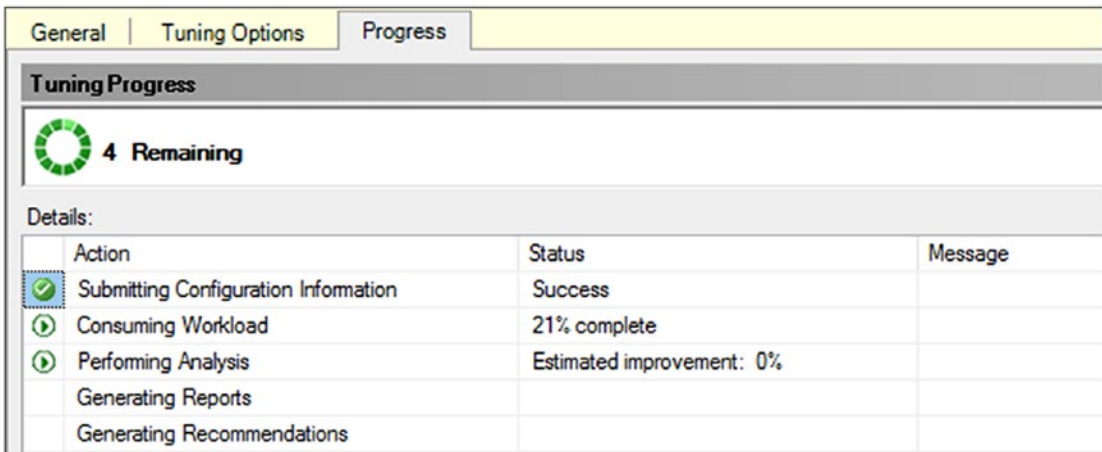 General Tuning Options Progress
Tuning Progress
4 Remaining
Details:
Action Status Message
Submitting Configuration Information Success
Consuming Workload 21% complete
Performing Analysis Estimated improvement: 0%
Generating Reports
Generating Recommendations